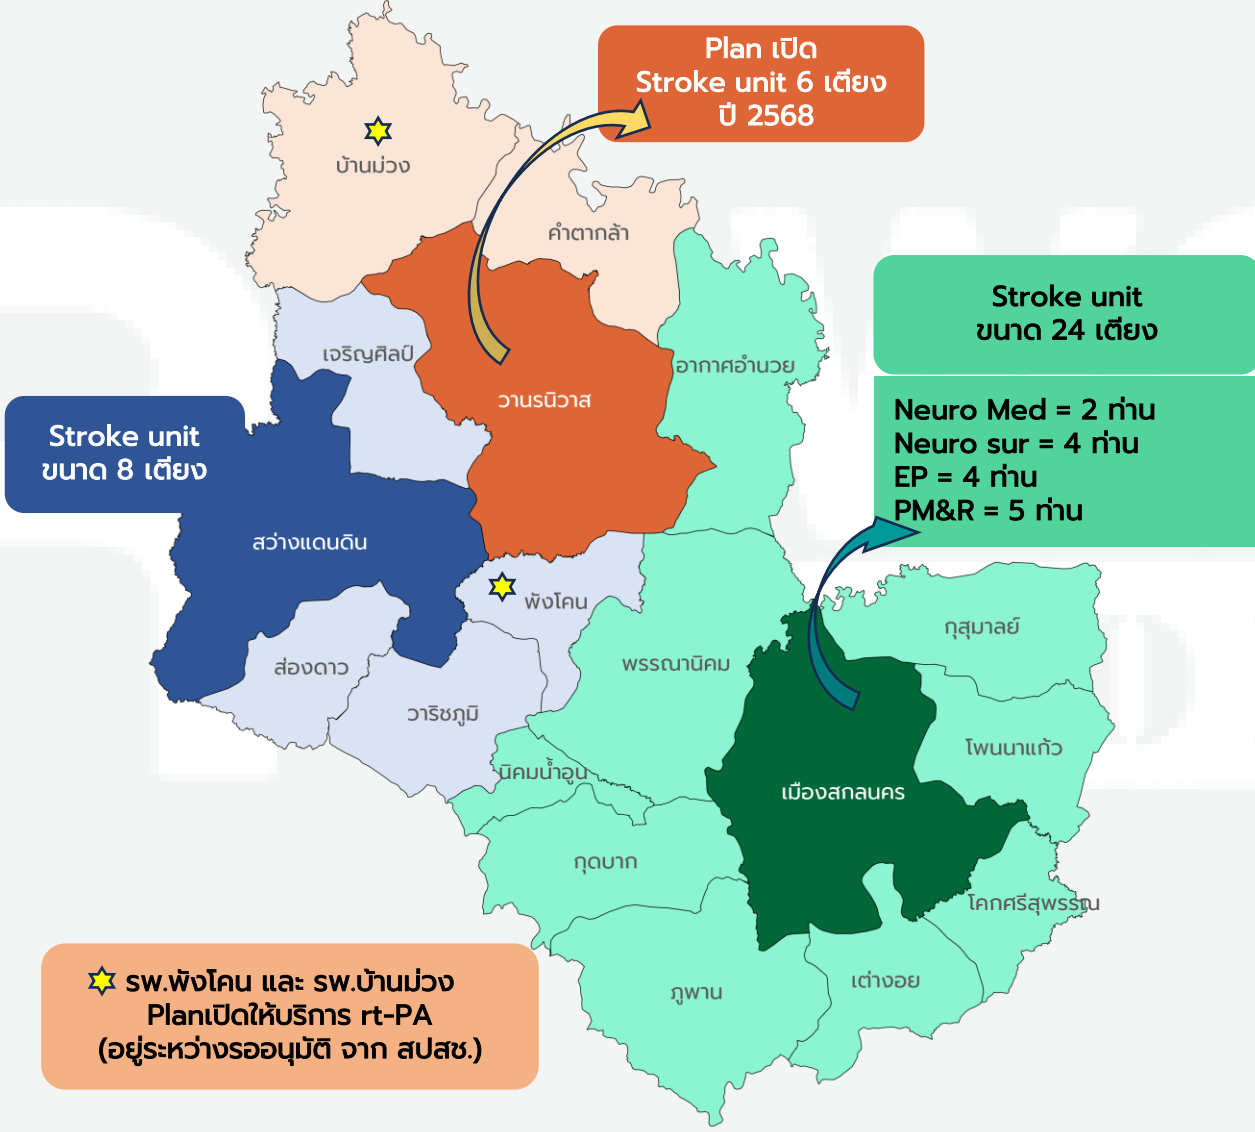 Plan เปิด
Stroke unit 6 เตียง
ปี 2568
บ้านม่วง
คำตากล้า
Stroke unit
ขนาด 24 เตียง
เจริญศิลป์
อากาศอำนวย
วานรนิวาส
Neuro Med = 2 ท่าน
Neuro sur = 4 ท่าน
EP = 4 ท่าน
PM&R = 5 ท่าน
Stroke unit
ขนาด 8 เตียง
สว่างแดนดิน
พังโคน
กุสุมาลย์
ส่องดาว
พรรณานิคม
วาริชภูมิ
โพนนาแก้ว
นิคมน้ำอูน
เมืองสกลนคร
กุดบาก
โคกศรีสุพรรณ
ภูพาน
เต่างอย
รพ.พังโคน และ รพ.บ้านม่วง
Planเปิดให้บริการ rt-PA
(อยู่ระหว่างรออนุมัติ จาก สปสช.)